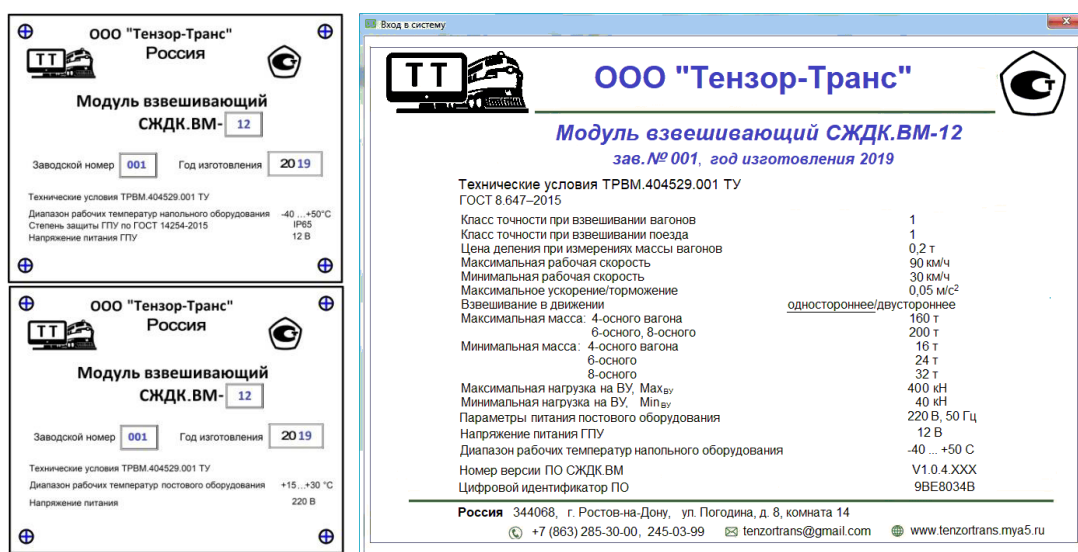 ООО "Тензор-Транс"
Россия
ТТ
Модуль взвешивающий
СЖДК.ВМ- 12
Заводской номер 001 Год изготовления 2019
Технические условия ТРВМ.404529.001 ТУ
Диапазон рабочих температур напольного оборудования -40 ...+50°С
Степень защиты ГПУ по ГОСТ 14254-2015 IP65
Напряжение питания ГПУ 12 В
ООО "Тензор-Транс"
Россия
ТТ
Модуль взвешивающий
СЖДК.ВМ- 12
Заводской номер 001 Год изготовления 2019
Технические условия ТРВМ.404529.001 ТУ
Диапазон рабочих температур постового оборудования +15...+30 °С
Напряжение питания 220 В
Вход в систему
ТТ
ООО "Тензор-Транс"
Модуль взвешивающий СЖДК.ВМ-12
зав.№ 001, год изготовления 2019
Технические условия ТРВМ.404529.001 ТУ
ГОСТ 8.647–2015
Класс точности при взвешивании вагонов 1
Класс точности при взвешивании поезда 1
Цена деления при измерениях массы вагонов 0,2 т
Максимальная рабочая скорость 90 км/ч
Минимальная рабочая скорость 30 км/ч
Максимальное ускорение/торможение 0,05 м/с²
Взвешивание в движении одностороннее/двустороннее
Максимальная масса: 4-осного вагона 160 т
6-осного, 8-осного 200 т
Минимальная масса: 4-осного вагона 16 т
6-осного 24 т
8-осного 32 т
Максимальная нагрузка на ВУ, Max ВУ 400 кН
Минимальная нагрузка на ВУ, Min ВУ 40 кН
Параметры питания постового оборудования 220 В, 50 Гц
Напряжение питания ГПУ 12 В
Диапазон рабочих температур напольного оборудования -40 ... +50 С
Номер версии ПО СЖДК.ВМ V1.0.4.XXX
Цифровой идентификатор ПО 9BE8034B
Россия 344068, г. Ростов-на-Дону, ул. Погодина, д. 8, комната 14
+7 (863) 285-30-00, 245-03-99 tenzortrans@gmail.com www.tenzortrans.mya5.ru